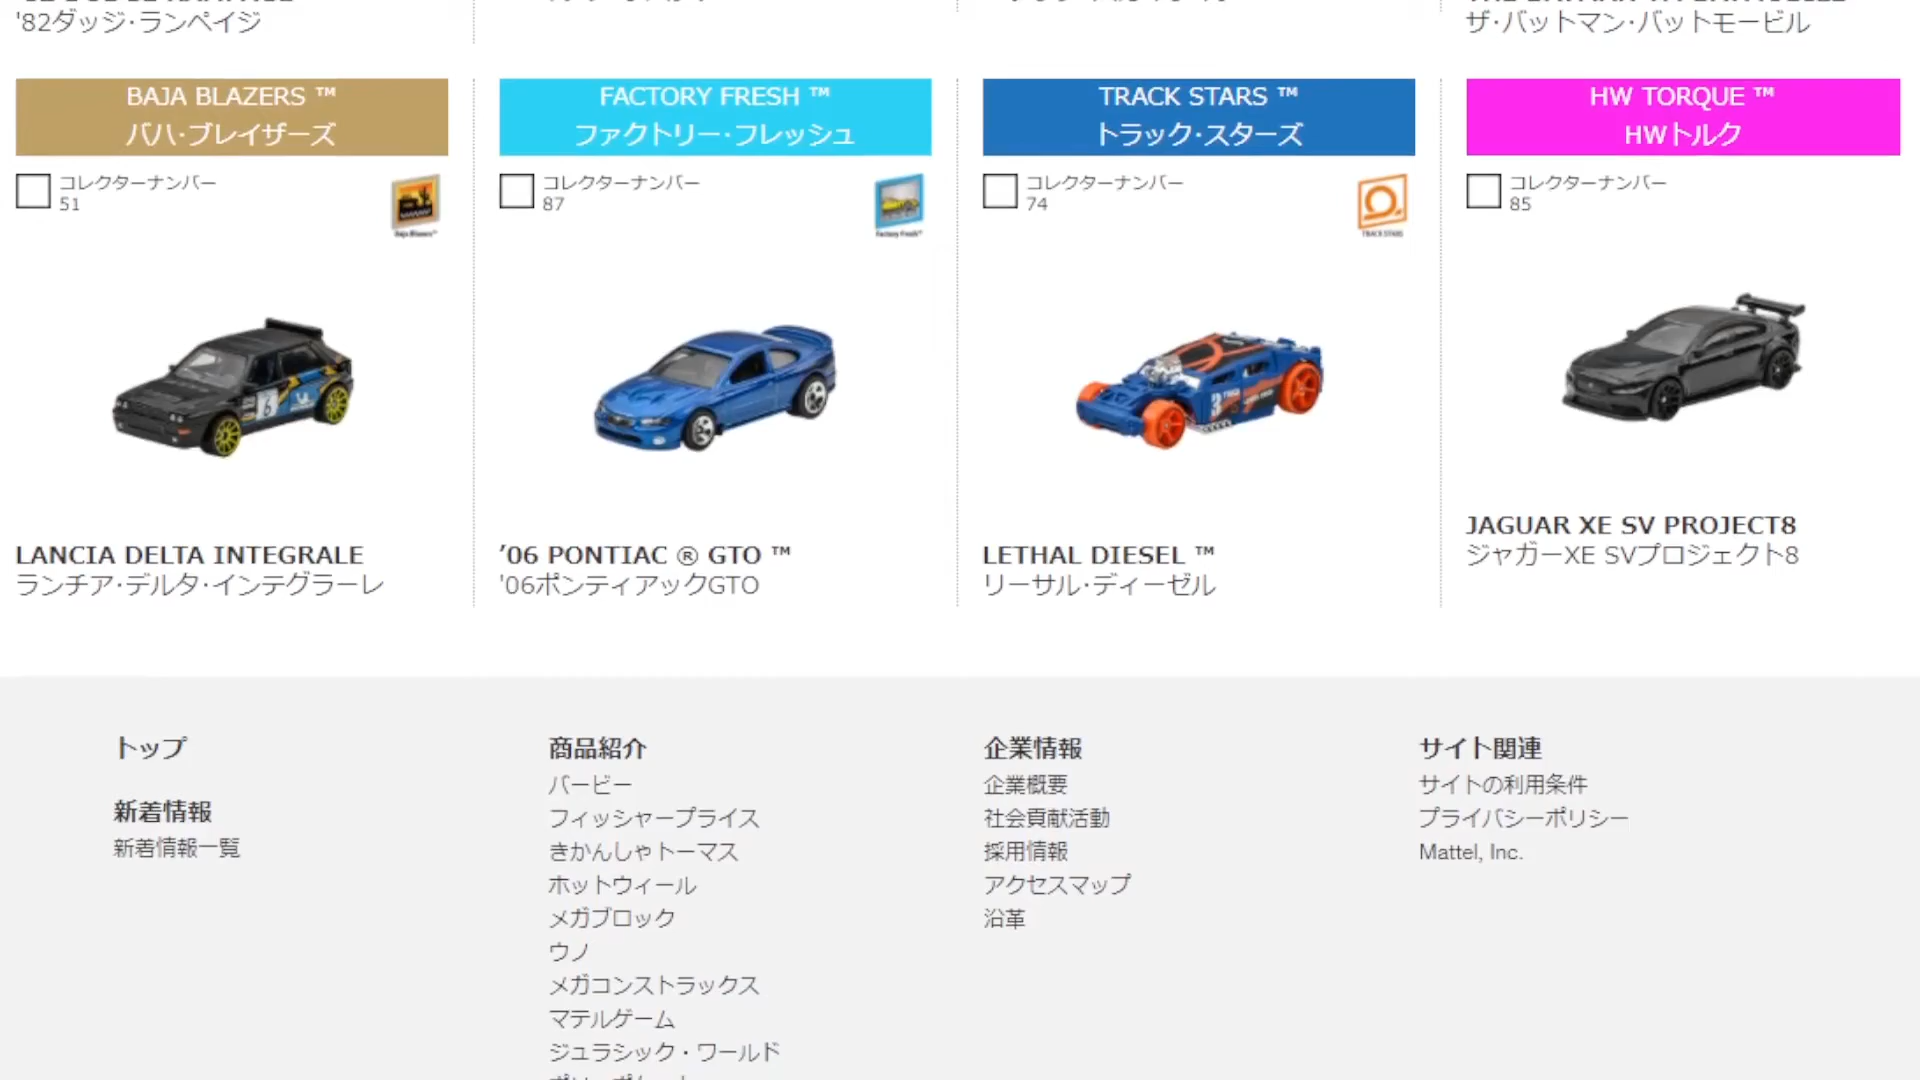 '82ダッジ･ランペイジ
ザ･バットマン･バットモービル
BAJA BLAZERS ™
バハ･ブレイザーズ
コレクターナンバー
51
Baja Blazers™
LANCIA DELTA INTEGRALE
ランチア･デルタ･インテグラーレ
FACTORY FRESH ™
ファクトリー･フレッシュ
コレクターナンバー
87
Factory Fresh™
’06 PONTIAC ® GTO ™
'06ポンティアックGTO
TRACK STARS ™
トラック･スターズ
コレクターナンバー
74
TRACK STARS
LETHAL DIESEL ™
リーサル･ディーゼル
HW TORQUE ™
HWトルク
コレクターナンバー
85
JAGUAR XE SV PROJECT8
ジャガーXE SVプロジェクト8
トップ
新着情報
新着情報一覧
商品紹介
バービー
フィッシャープライス
きかんしゃトーマス
ホットウィール
メガブロック
ウノ
メガコンストラックス
マテルゲーム
ジュラシック・ワールド
企業情報
企業概要
社会貢献活動
採用情報
アクセスマップ
沿革
サイト関連
サイトの利用条件
プライバシーポリシー
Mattel, Inc.